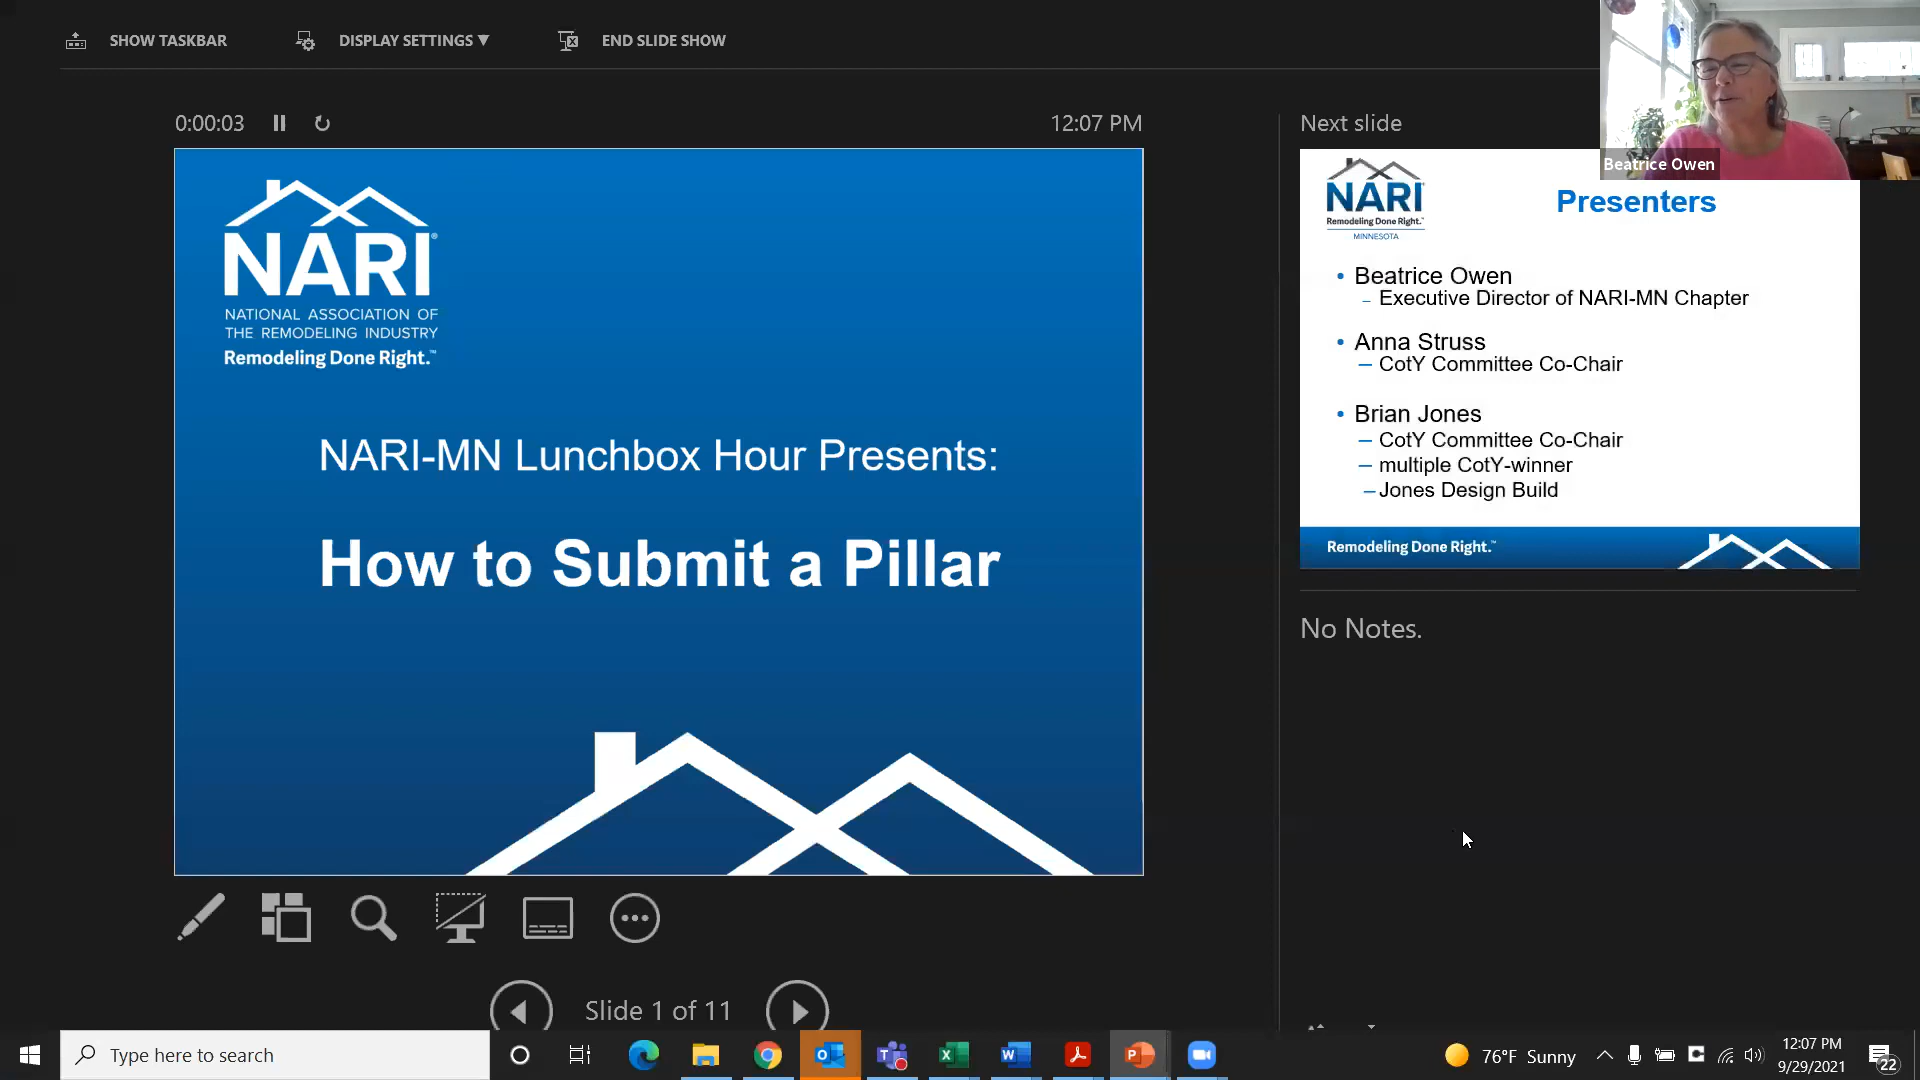 SHOW TASKBAR
DISPLAY SETTINGS ▼
END SLIDE SHOW
0:00:03
12:07 PM
NARI®
NATIONAL ASSOCIATION OF
THE REMODELING INDUSTRY
Remodeling Done Right.™
NARI-MN Lunchbox Hour Presents:
How to Submit a Pillar
Slide 1 of 11
Next slide
Beatrice Owen
NARI
Remodeling Done Right.™
MINNESOTA
Presenters
• Beatrice Owen
– Executive Director of NARI-MN Chapter
• Anna Struss
– CotY Committee Co-Chair
• Brian Jones
– CotY Committee Co-Chair
– multiple CotY-winner
– Jones Design Build
Remodeling Done Right.™
No Notes.
Type here to search
76°F Sunny
12:07 PM
9/29/2021
22